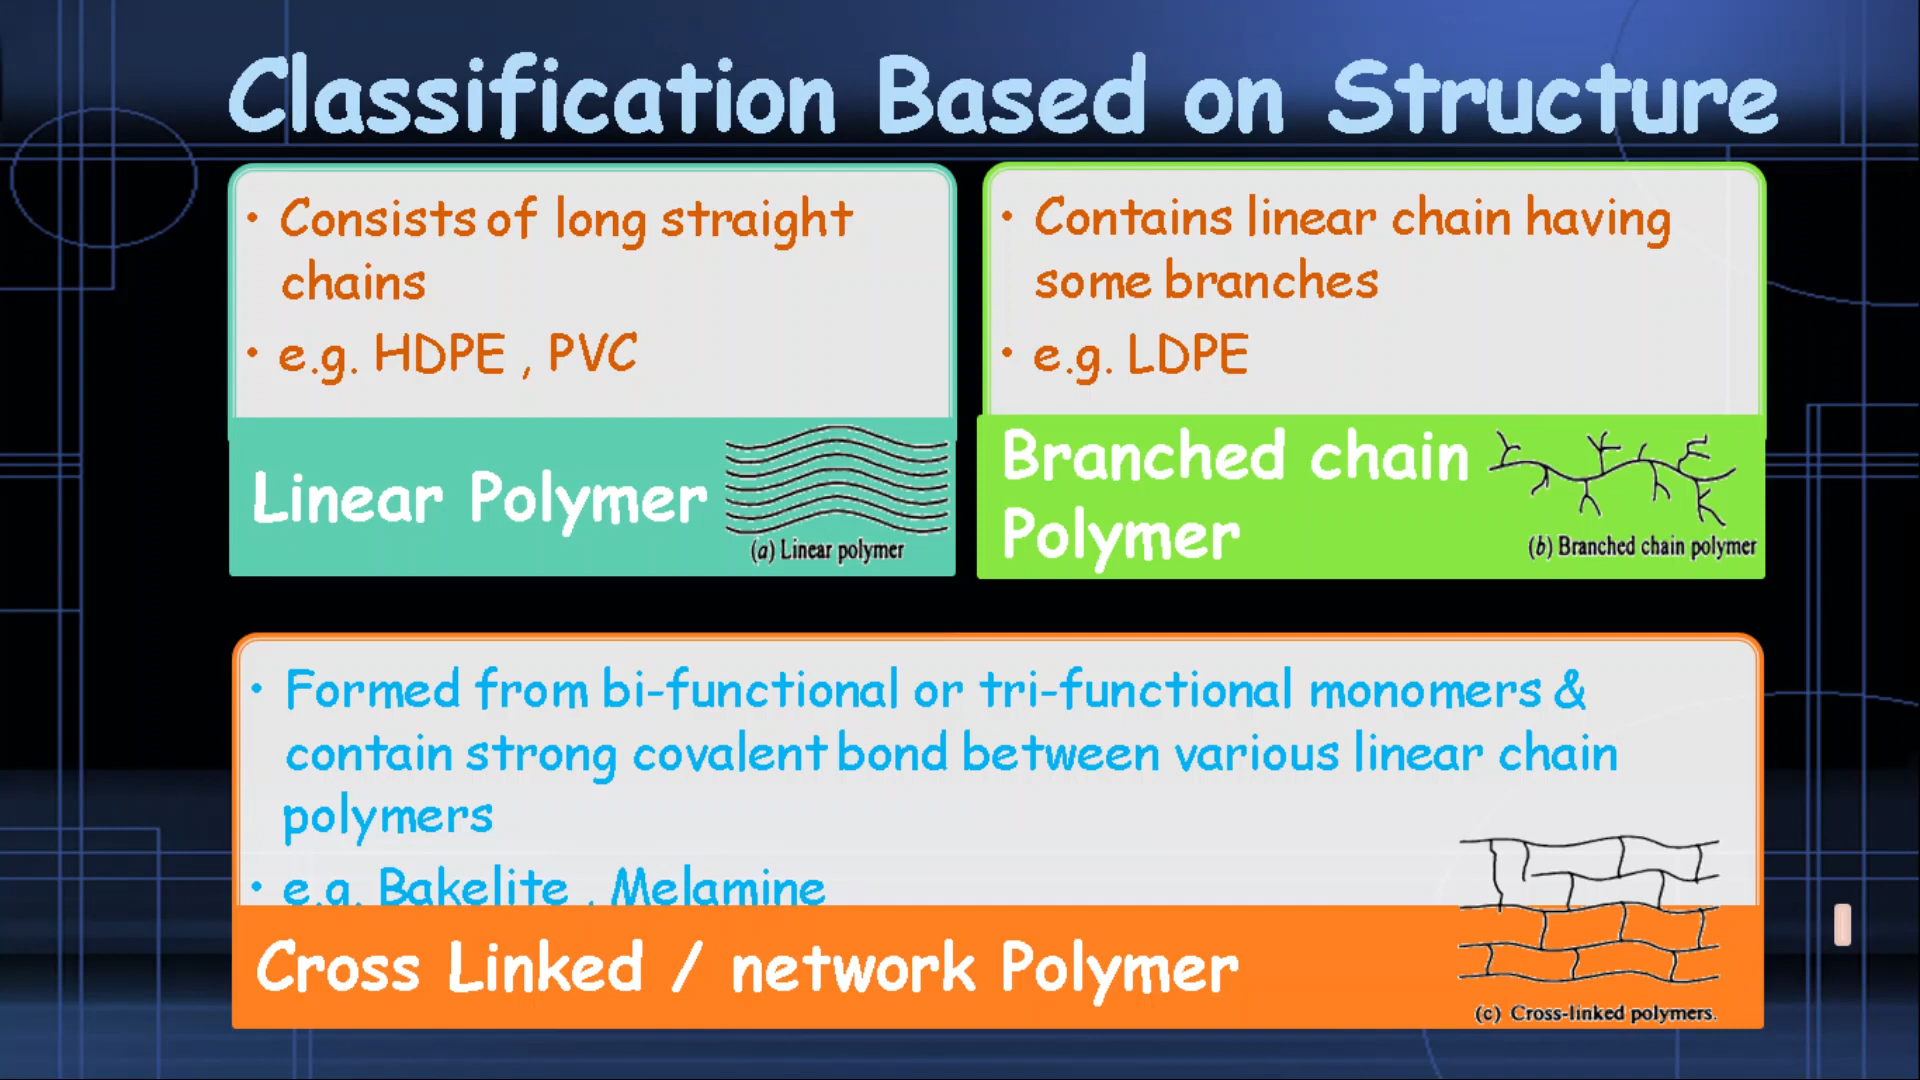 Classification Based on Structure
• Consists of long straight
chains
• e.g. HDPE , PVC
Linear Polymer
(a) Linear polymer
• Contains linear chain having
some branches
• e.g. LDPE
Branched chain
Polymer
(b) Branched chain polymer
• Formed from bi-functional or tri-functional monomers &
contain strong covalent bond between various linear chain
polymers
• e.g. Bakelite , Melamine
Cross Linked / network Polymer
(c) Cross-linked polymers.